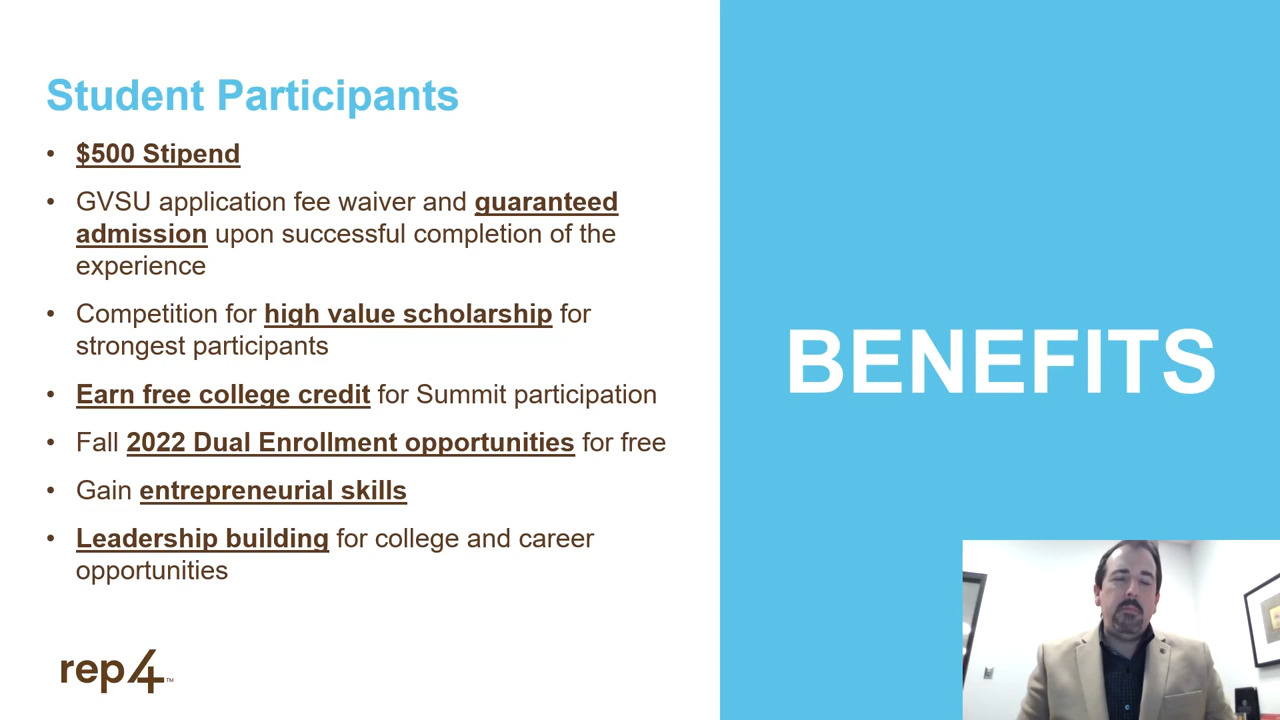 Student Participants
• $500 Stipend
• GVSU application fee waiver and guaranteed
admission upon successful completion of the
experience
• Competition for high value scholarship for
strongest participants
• Earn free college credit for Summit participation
• Fall 2022 Dual Enrollment opportunities for free
• Gain entrepreneurial skills
• Leadership building for college and career
opportunities
rep4™
BENEFITS